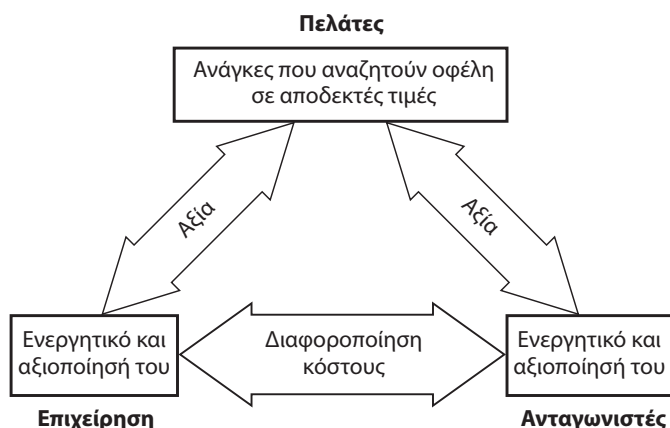 Πελάτες
Ανάγκες που αναζητούν οφέλη
σε αποδεκτές τιμές
Αξία
Αξία
Ενεργητικό και
αξιοποίησή του
Διαφοροποίηση
κόστους
Ενεργητικό και
αξιοποίησή του
Επιχείρηση
Ανταγωνιστές